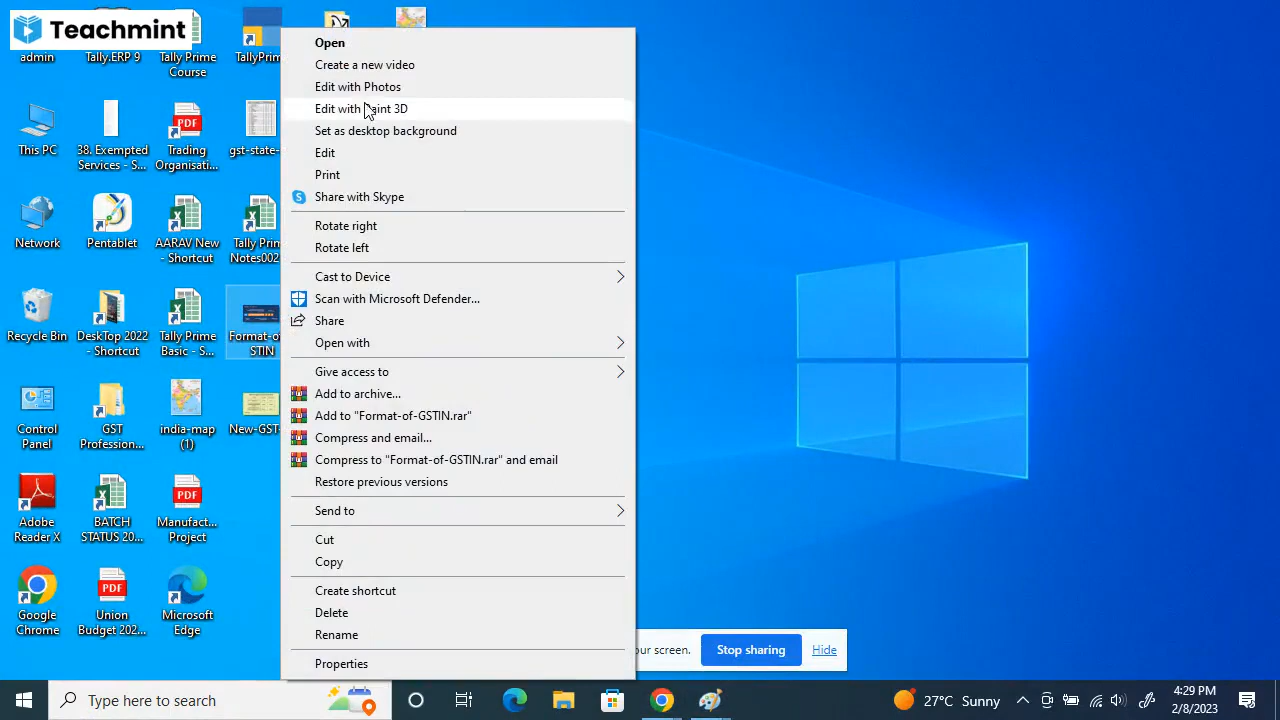 Teachmint
admin
Tally.ERP 9
Tally Prime
Course
TallyPrim
This PC
38. Exempted
Services - S...
Trading
Organisati...
gst-state-
Network
Pentablet
AARAV New
- Shortcut
Tally Prim
Notes002
Recycle Bin
DeskTop 2022
- Shortcut
Tally Prime
Basic - S...
Format-o
STIN
Control
Panel
GST
Profession...
india-map
(1)
New-GST-
Adobe
Reader X
BATCH
STATUS 20...
Manufact...
Project
Google
Chrome
Union
Budget 202...
Microsoft
Edge
Open
Create a new video
Edit with Photos
Edit with Paint 3D
Set as desktop background
Edit
Print
Share with Skype
Rotate right
Rotate left
Cast to Device
Scan with Microsoft Defender...
Share
Open with
Give access to
Add to archive...
Add to "Format-of-GSTIN.rar"
Compress and email...
Compress to "Format-of-GSTIN.rar" and email
Restore previous versions
Send to
Cut
Copy
Create shortcut
Delete
Rename
Properties
our screen.
Stop sharing
Hide
Type here to search
27°C Sunny
4:29 PM
2/8/2023